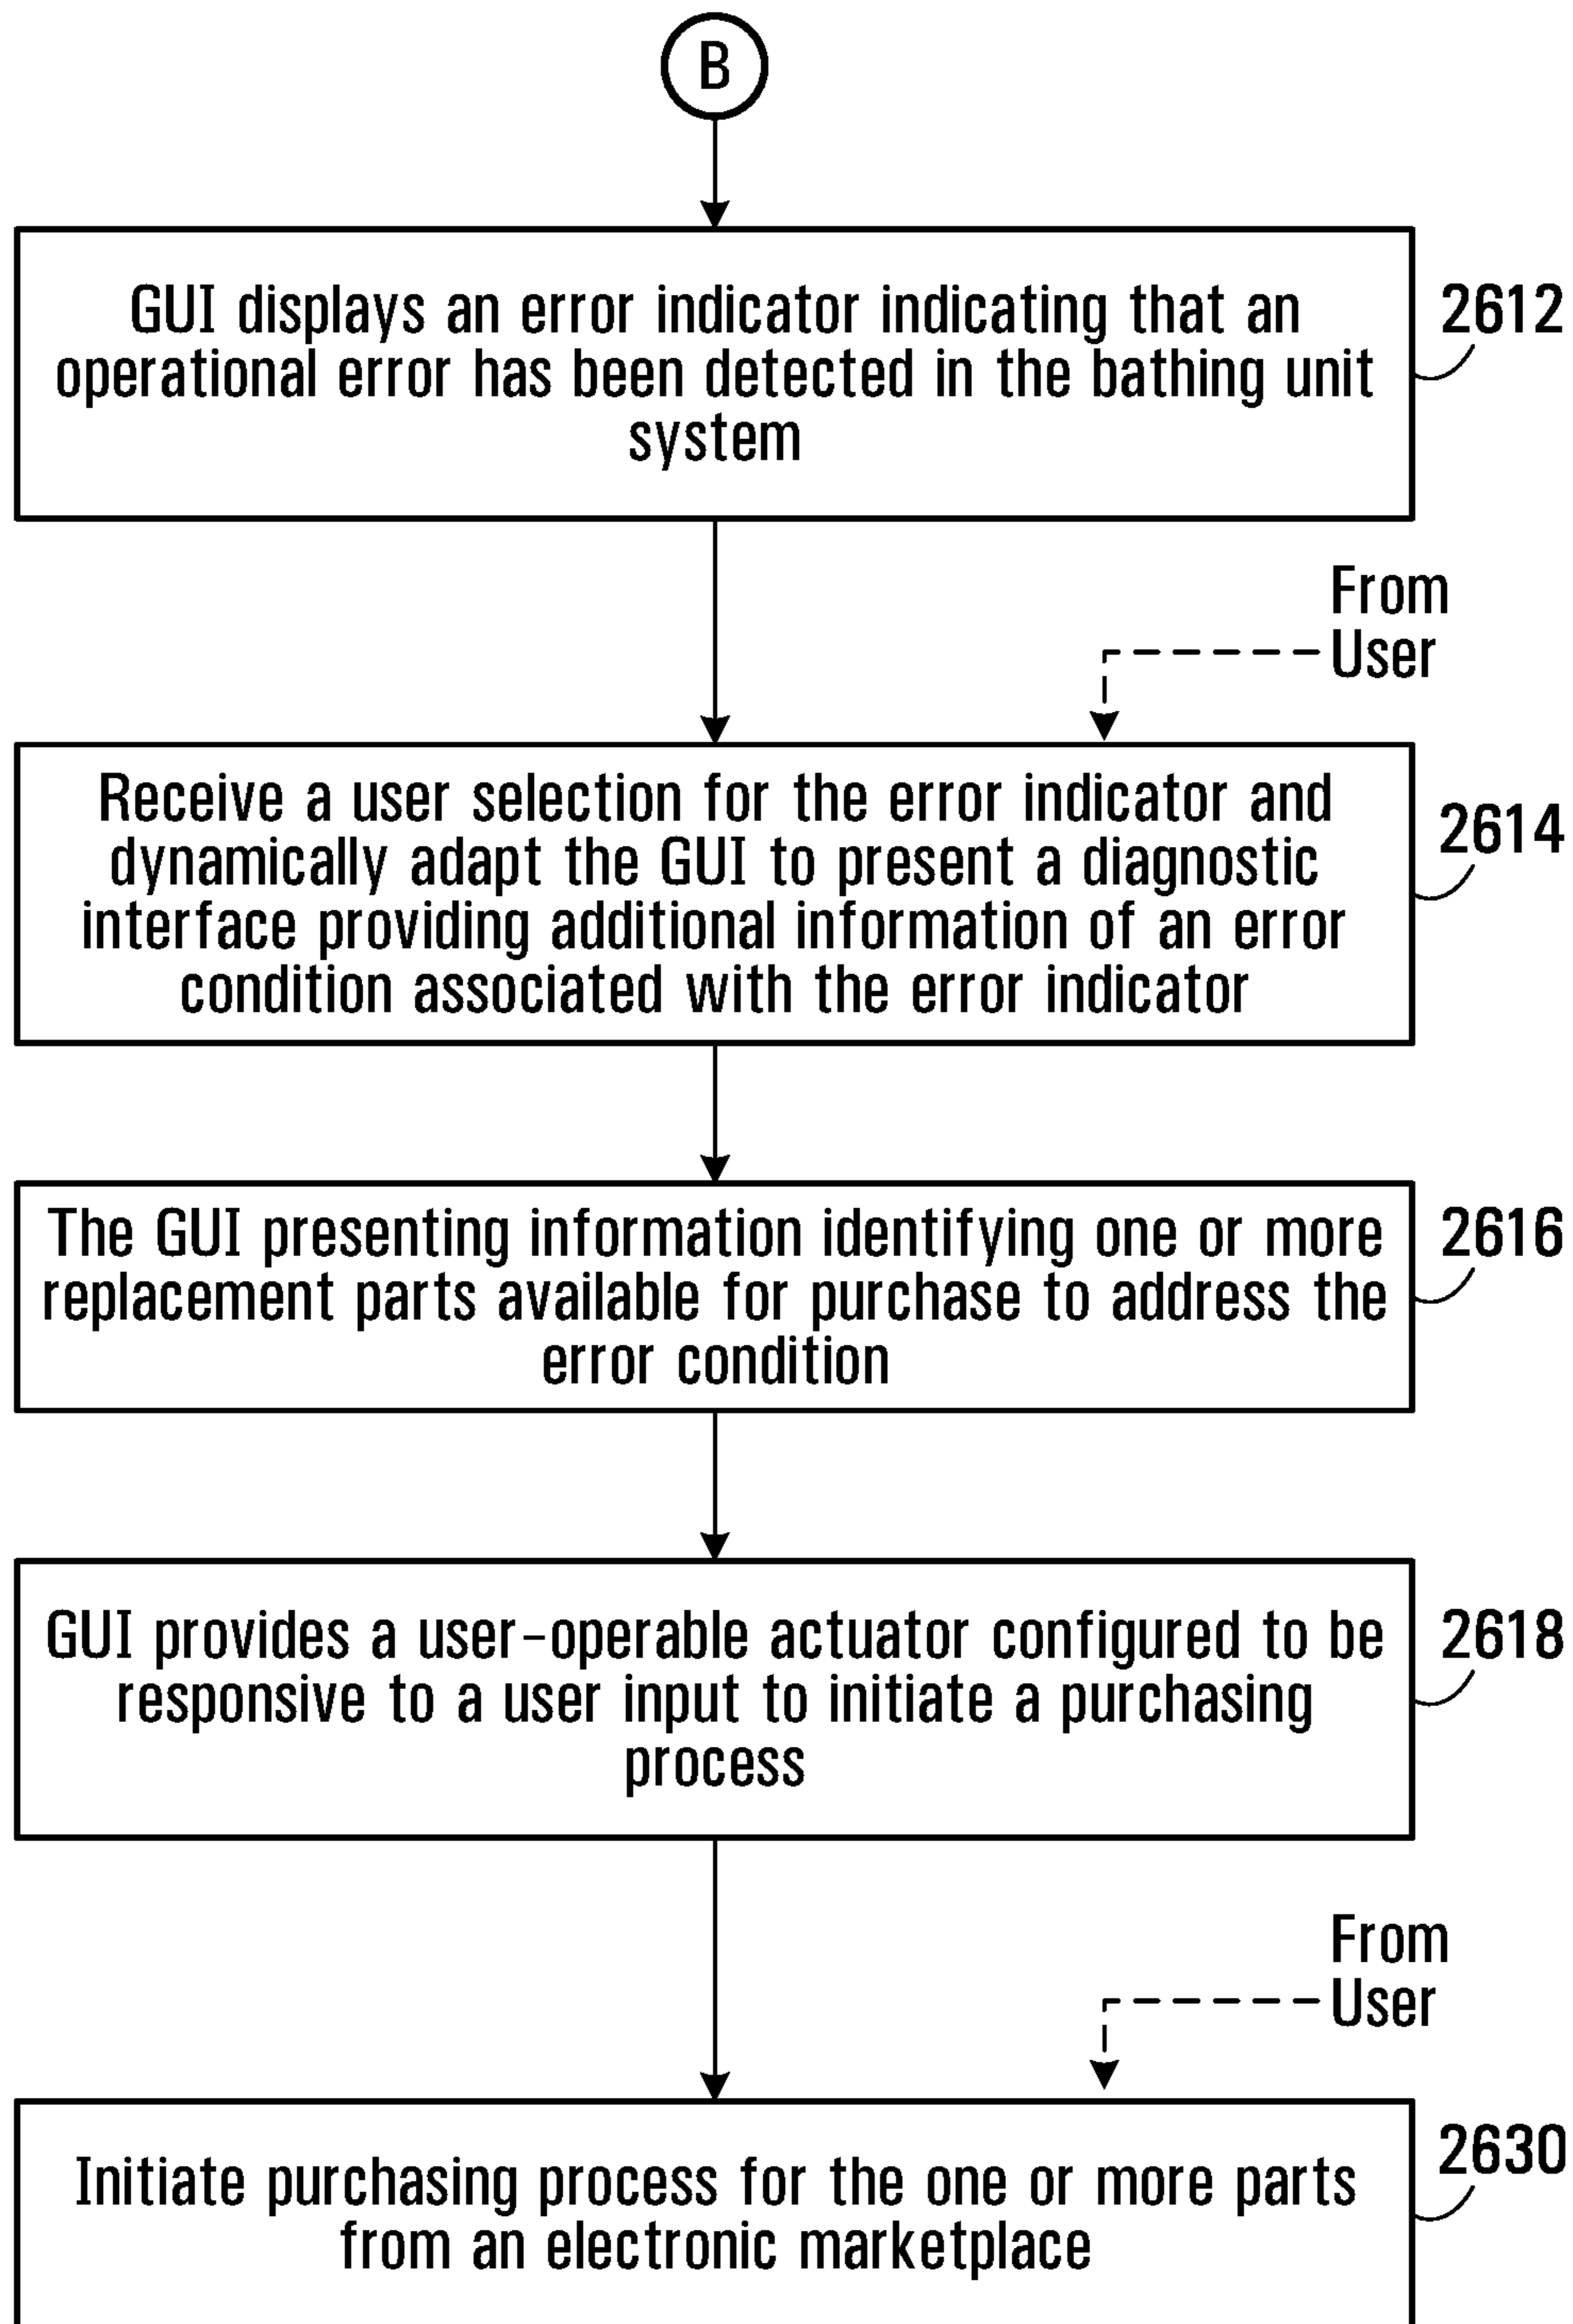 B
GUI displays an error indicator indicating that an
operational error has been detected in the bathing unit
system
2612
From
User
Receive a user selection for the error indicator and
dynamically adapt the GUI to present a diagnostic
interface providing additional information of an error
condition associated with the error indicator
2614
The GUI presenting information identifying one or more
replacement parts available for purchase to address the
error condition
2616
GUI provides a user-operable actuator configured to be
responsive to a user input to initiate a purchasing
process
2618
From
User
Initiate purchasing process for the one or more parts
from an electronic marketplace
2630